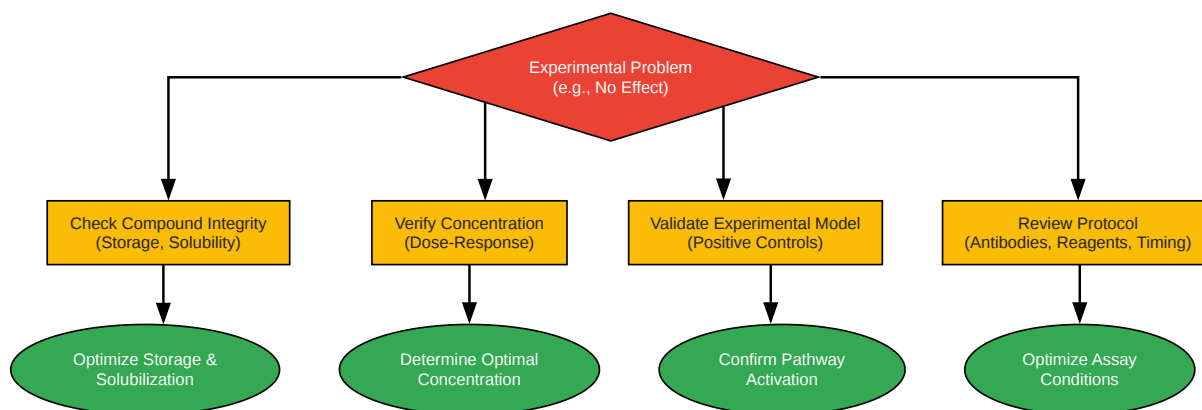 Experimental Problem
(e.g., No Effect)
Check Compound Integrity
(Storage, Solubility)
Verify Concentration
(Dose-Response)
Validate Experimental Model
(Positive Controls)
Review Protocol
(Antibodies, Reagents, Timing)
Optimize Storage &
Solubilization
Determine Optimal
Concentration
Confirm Pathway
Activation
Optimize Assay
Conditions